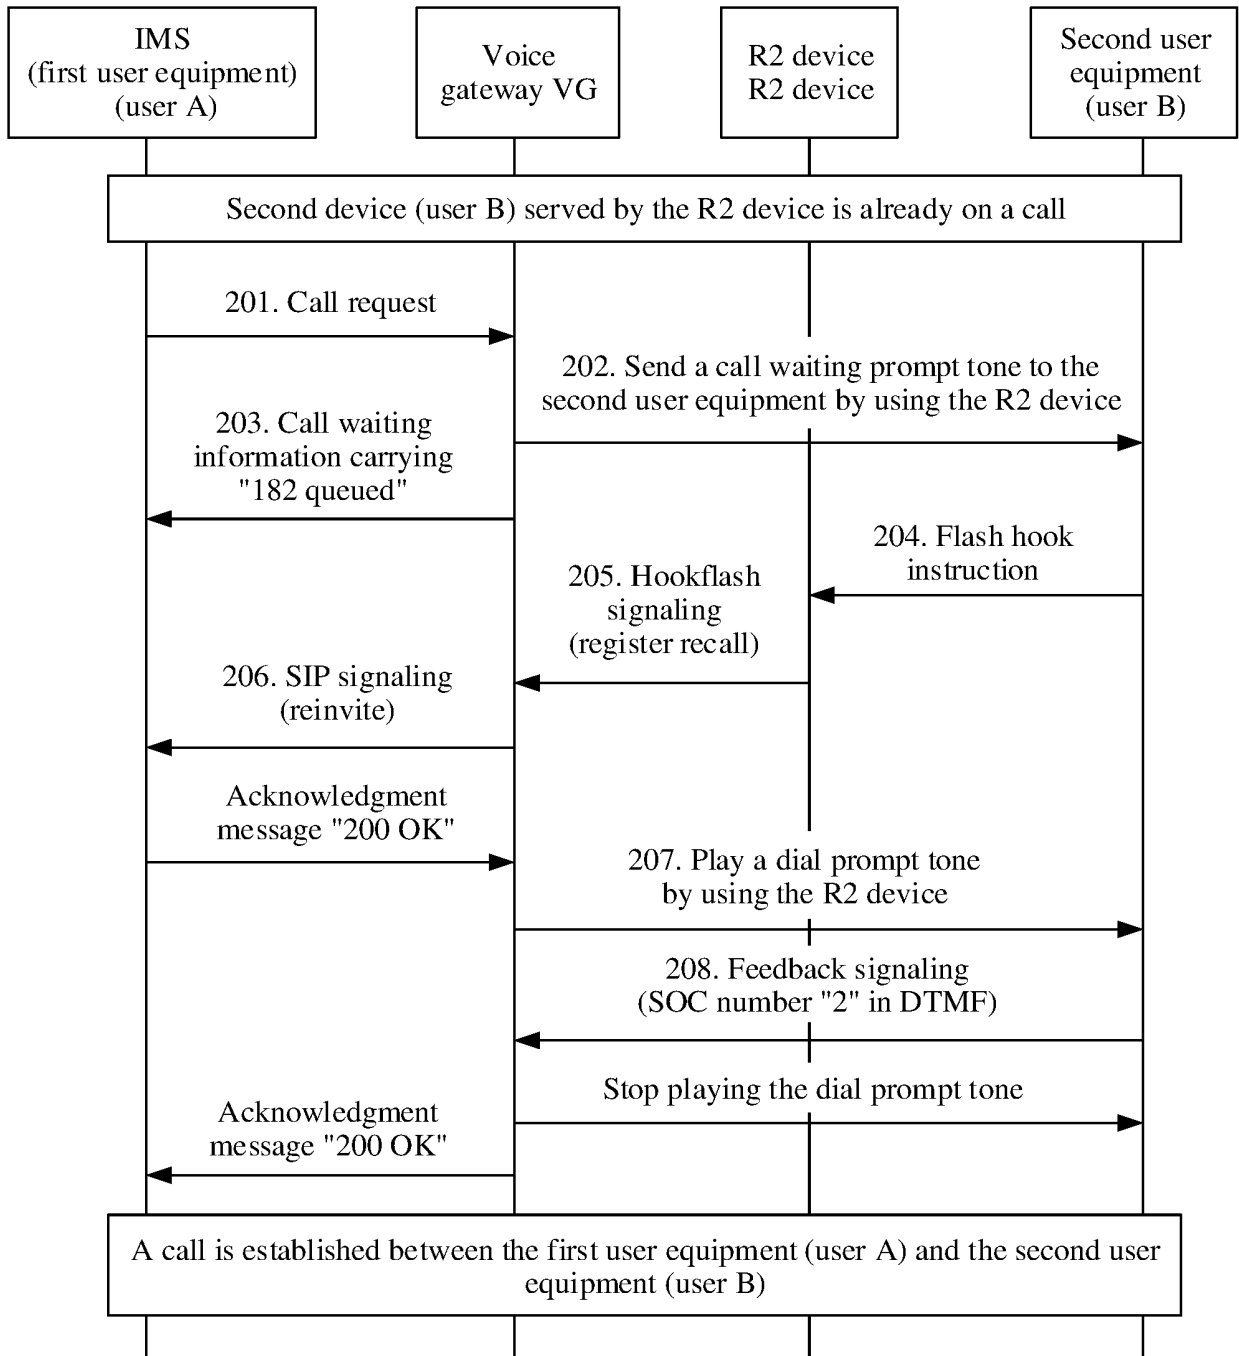 IMS
(first user equipment)
(user A)
Voice
gateway VG
R2 device
R2 device
Second user
equipment
(user B)
Second device (user B) served by the R2 device is already on a call
201. Call request
202. Send a call waiting prompt tone to the
second user equipment by using the R2 device
203. Call waiting
information carrying
"182 queued"
204. Flash hook
instruction
205. Hookflash
signaling
(register recall)
206. SIP signaling
(reinvite)
Acknowledgment
message "200 OK"
207. Play a dial prompt tone
by using the R2 device
208. Feedback signaling
(SOC number "2" in DTMF)
Stop playing the dial prompt tone
Acknowledgment
message "200 OK"
A call is established between the first user equipment (user A) and the second user
equipment (user B)